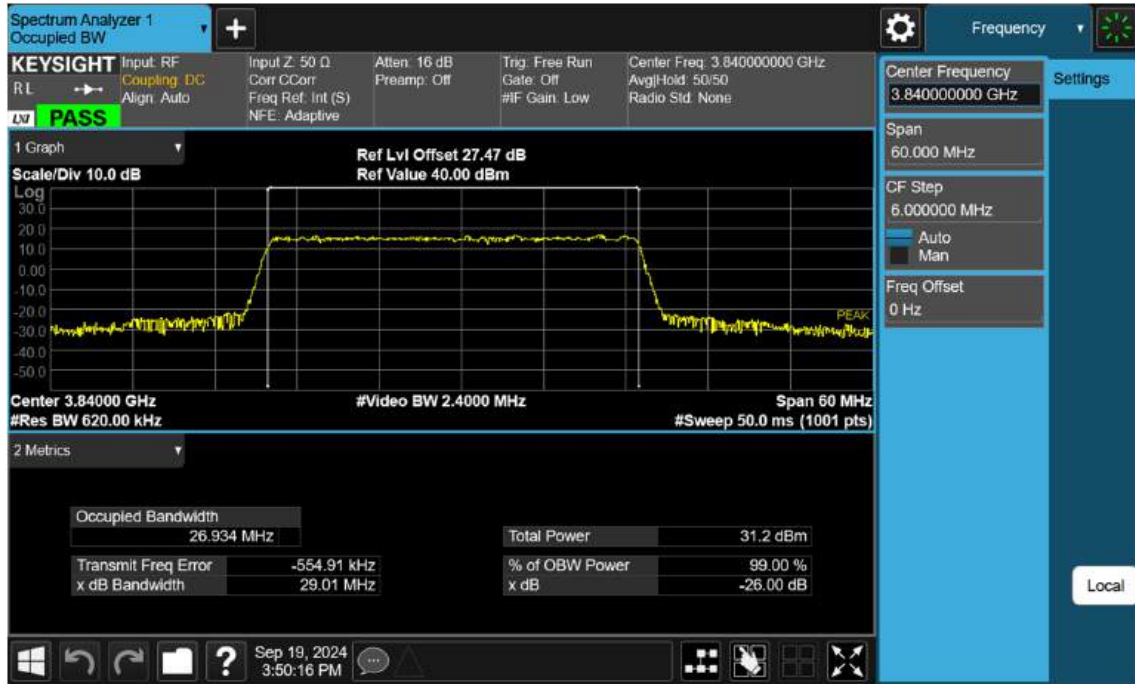 Spectrum Analyzer 1
Occupied BW
Frequency
KEYSIGHT
RL
LXI PASS
Input: RF
Coupling: DC
Align: Auto
Input Z: 50 Ω
Corr CCorr
Freq Ref: Int (S)
NFE: Adaptive
Atten: 16 dB
Preamp: Off
Trig: Free Run
Gate: Off
#IF Gain: Low
Center Freq: 3.840000000 GHz
Avg|Hold: 50/50
Radio Std: None
1 Graph
Scale/Div 10.0 dB
Ref Lvl Offset 27.47 dB
Ref Value 40.00 dBm
Log
30.0
20.0
10.0
0.00
-10.0
-20.0
-30.0
-40.0
-50.0
PEAK
Center 3.84000 GHz
#Video BW 2.4000 MHz
Span 60 MHz
#Res BW 620.00 kHz
#Sweep 50.0 ms (1001 pts)
2 Metrics
Occupied Bandwidth
26.934 MHz
Transmit Freq Error -554.91 kHz
x dB Bandwidth 29.01 MHz
Total Power 31.2 dBm
% of OBW Power 99.00 %
x dB -26.00 dB
Center Frequency
3.840000000 GHz
Settings
Span
60.000 MHz
CF Step
6.000000 MHz
Auto
Man
Freq Offset
0 Hz
Local
?
Sep 19, 2024
3:50:16 PM